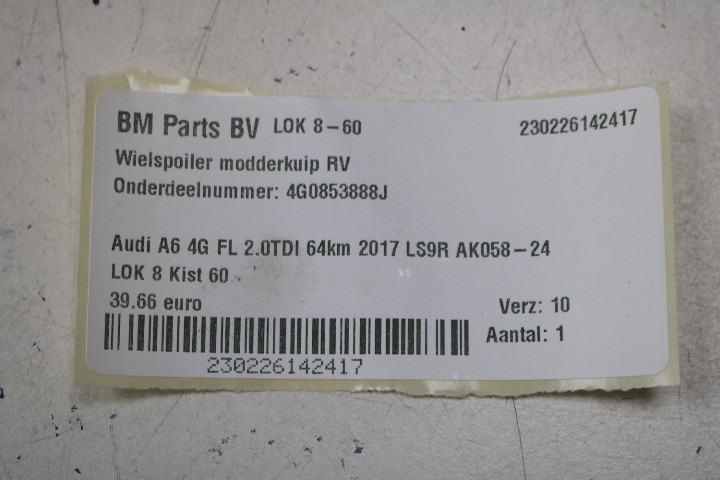 BM Parts BV LOK 8-60 230226142417
Wielspoiler modderkuip RV
Onderdeelnummer: 4G0853888J
Audi A6 4G FL 2.0TDI 64km 2017 LS9R AK058-24
LOK 8 Kist 60
39.66 euro Verz: 10
Aantal: 1
230226142417